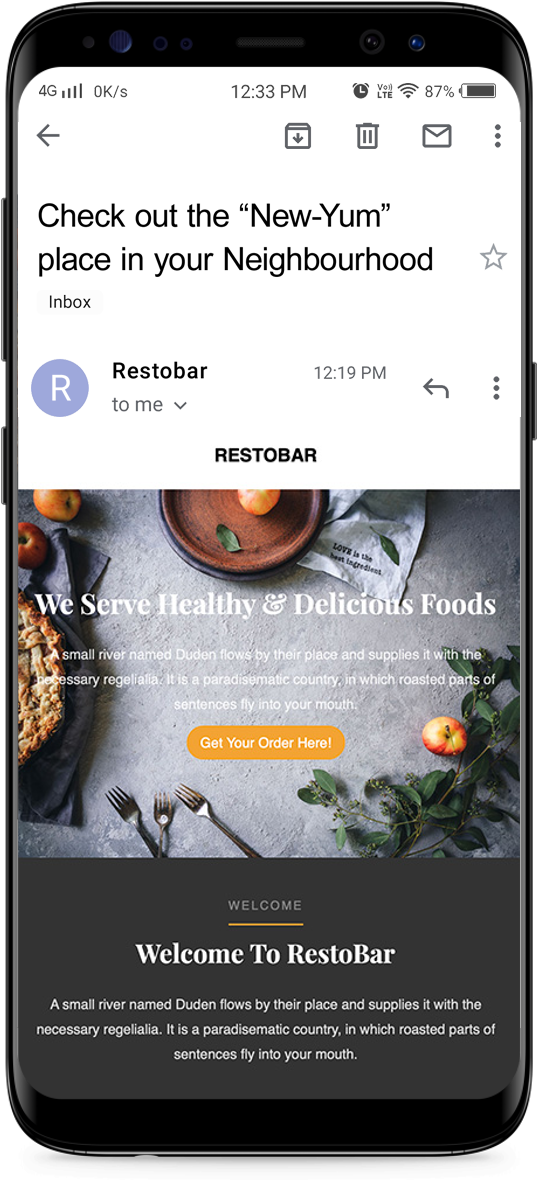 4G 0K/s 12:33 PM Vo)) LTE 87%
Check out the “New-Yum”
place in your Neighbourhood
Inbox
R
Restobar 12:19 PM
to me
RESTOBAR
LOVE is the
best ingredient
We Serve Healthy & Delicious Foods
A small river named Duden flows by their place and supplies it with the
necessary regelialia. It is a paradisematic country, in which roasted parts of
sentences fly into your mouth.
Get Your Order Here!
WELCOME
Welcome To RestoBar
A small river named Duden flows by their place and supplies it with the
necessary regelialia. It is a paradisematic country, in which roasted parts of
sentences fly into your mouth.